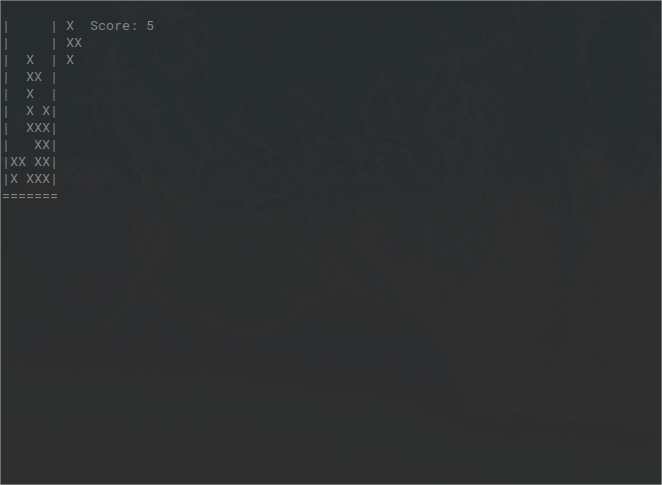 |     | X  Score: 5
|     | XX
|  X  | X
|  XX |
|  X  |
|  X X|
|  XXX|
|   XX|
|XX XX|
|X XXX|
=======